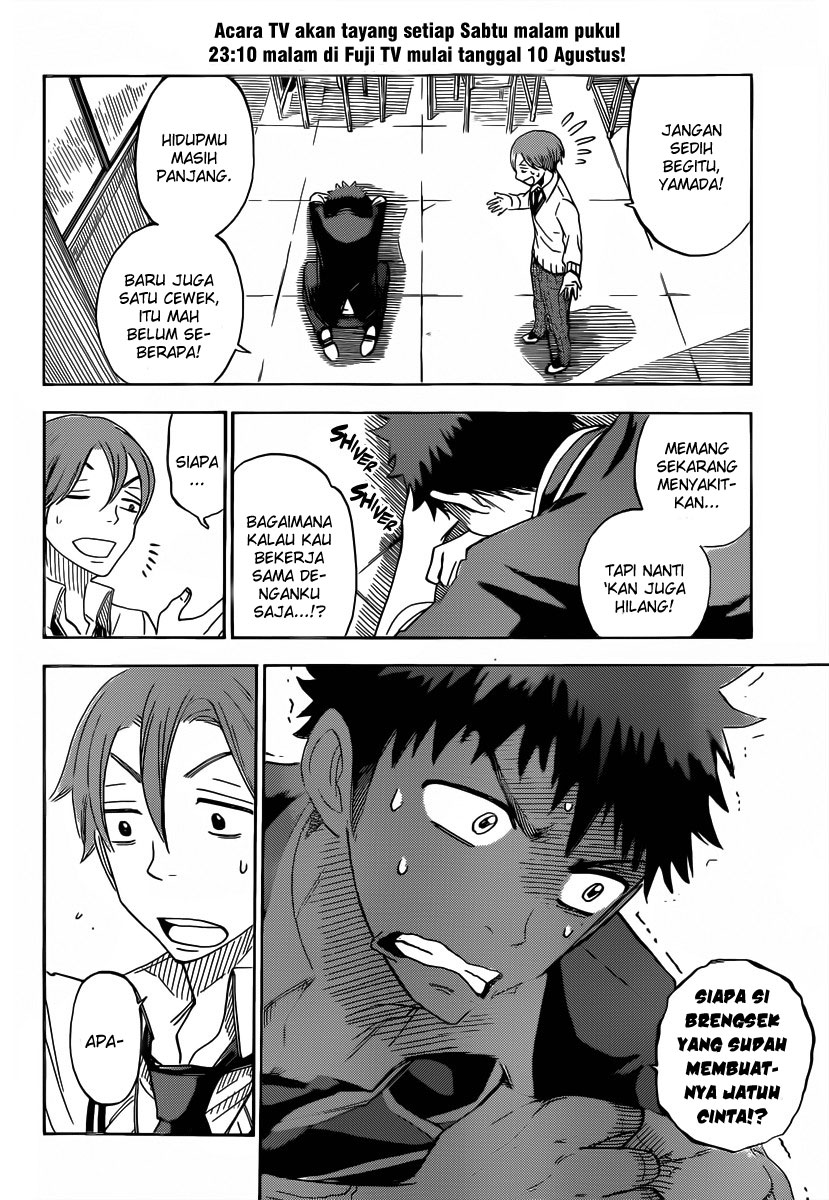 Acara TV akan tayang setiap Sabtu malam pukul
23:10 malam di Fuji TV mulai tanggal 10 Agustus!
JANGAN
SEDIH
BEGITU,
YAMADA!
HIDUPMU
MASIH
PANJANG.
BARU JUGA
SATU CEWEK,
ITU MAH
BELUM SE-
BERAPA!
MEMANG
SEKARANG
MENYAKIT-
KAN...
TAPI NANTI
'KAN JUGA
HILANG!
SHIVER
SHIVER
BAGAIMANA
KALAU KAU
BEKERJA
SAMA DE-
NGANKU
SAJA...!?
SIAPA
...
SIAPA SI
BRENGSEK
YANG SUDAH
MEMBUAT-
NYA JATUH
CINTA!?
APA-